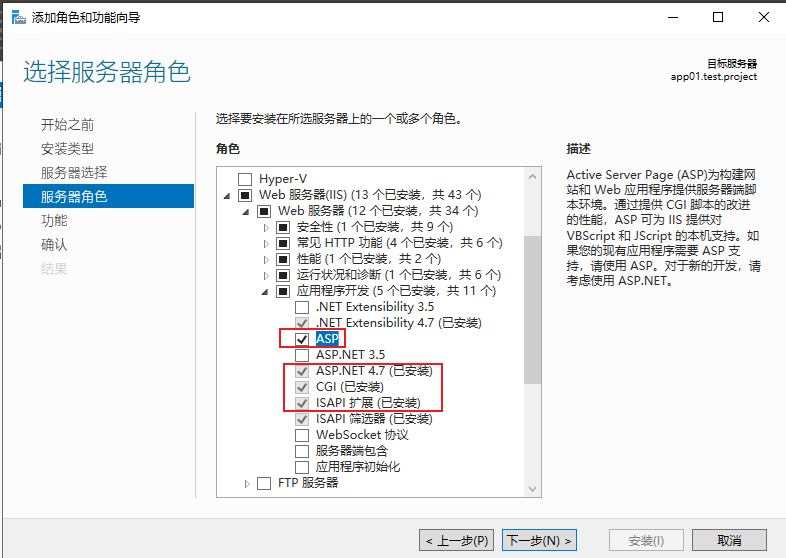 添加角色和功能向导
选择服务器角色
目标服务器
app01.test.project
开始之前
安装类型
服务器选择
服务器角色
功能
确认
结果
选择要安装在所选服务器上的一个或多个角色。
角色
Hyper-V
Web 服务器(IIS) (13 个已安装，共 43 个)
Web 服务器 (12 个已安装，共 34 个)
安全性 (1 个已安装，共 9 个)
常见 HTTP 功能 (4 个已安装，共 6 个)
性能 (1 个已安装，共 2 个)
运行状况和诊断 (1 个已安装，共 6 个)
应用程序开发 (5 个已安装，共 11 个)
.NET Extensibility 3.5
.NET Extensibility 4.7 (已安装)
ASP
ASP.NET 3.5
ASP.NET 4.7 (已安装)
CGI (已安装)
ISAPI 扩展 (已安装)
ISAPI 筛选器 (已安装)
WebSocket 协议
服务器端包含
应用程序初始化
FTP 服务器
描述
Active Server Page (ASP)为构建网
站和 Web 应用程序提供服务器端脚
本环境。通过提供 CGI 脚本的改进
的性能，ASP 可为 IIS 提供对
VBScript 和 JScript 的本机支持。如
果您的现有应用程序需要 ASP 支
持，请使用 ASP。对于新的开发，请
考虑使用 ASP.NET。
< 上一步(P)
下一步(N) >
安装(I)
取消